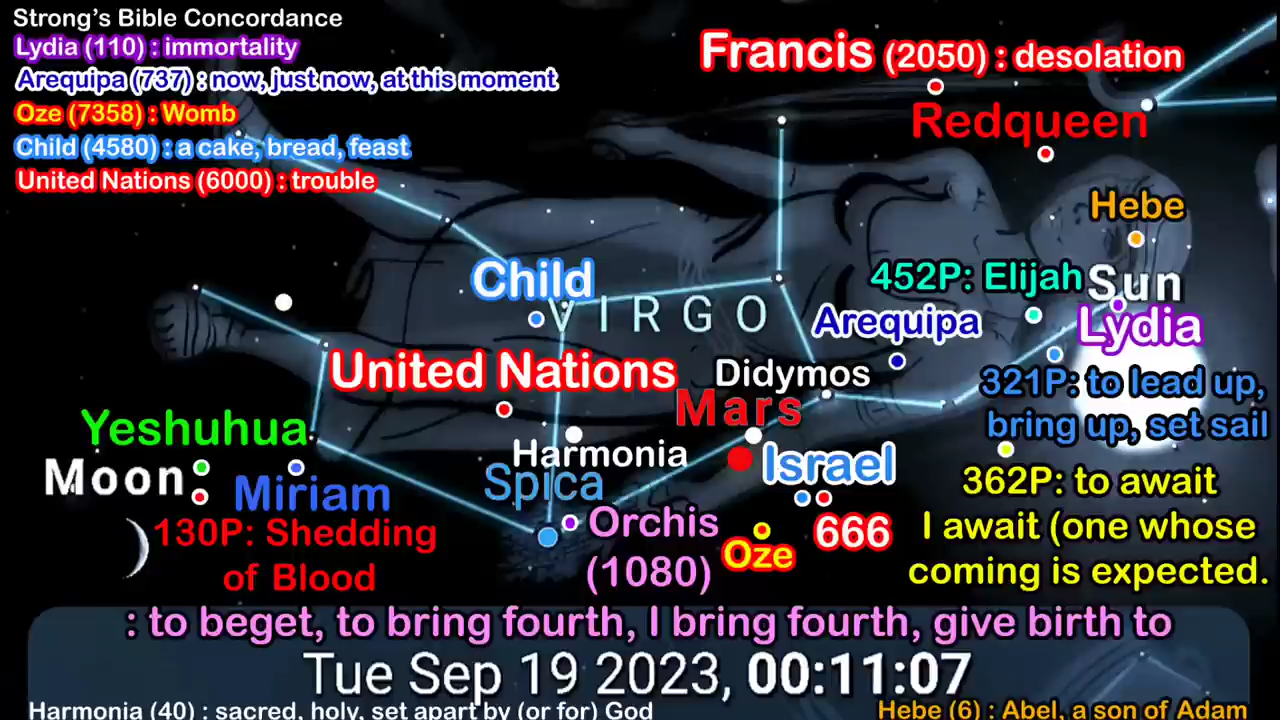 Strong's Bible Concordance
Lydia (110) : immortality
Arequipa (737) : now, just now, at this moment
Oze (7358) : Womb
Child (4580) : a cake, bread, feast
United Nations (6000) : trouble
Francis (2050) : desolation
Redqueen
Hebe
452P: Elijah
Sun
Child
VIRGO
Arequipa
Lydia
United Nations
Didymos
321P: to lead up,
bring up, set sail
Mars
Yeshuhua
Harmonia
Israel
Moon
Miriam
Spica
362P: to await
130P: Shedding
of Blood
Orchis
(1080)
Oze
666
I await (one whose
coming is expected.
: to beget, to bring fourth, I bring fourth, give birth to
Tue Sep 19 2023, 00:11:07
Harmonia (40) : sacred, holy, set apart by (or for) God
Hebe (6) : Abel, a son of Adam